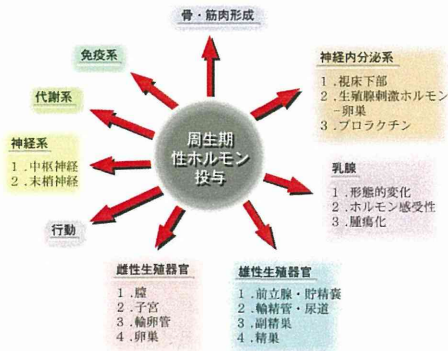 骨・筋肉形成
免疫系
代謝系
神経系
1.中枢神経
2.末梢神経
行動
周生期
性ホルモン
投与
神経内分泌系
1.視床下部
2.生殖腺刺激ホルモン
-卵巣
3.プロラクチン
乳腺
1.形態的変化
2.ホルモン感受性
3.腫瘍化
雌性生殖器官
1.膣
2.子宮
3.輸卵管
4.卵巣
雄性生殖器官
1.前立腺・貯精嚢
2.輸精管・尿道
3.副精巣
4.精巣